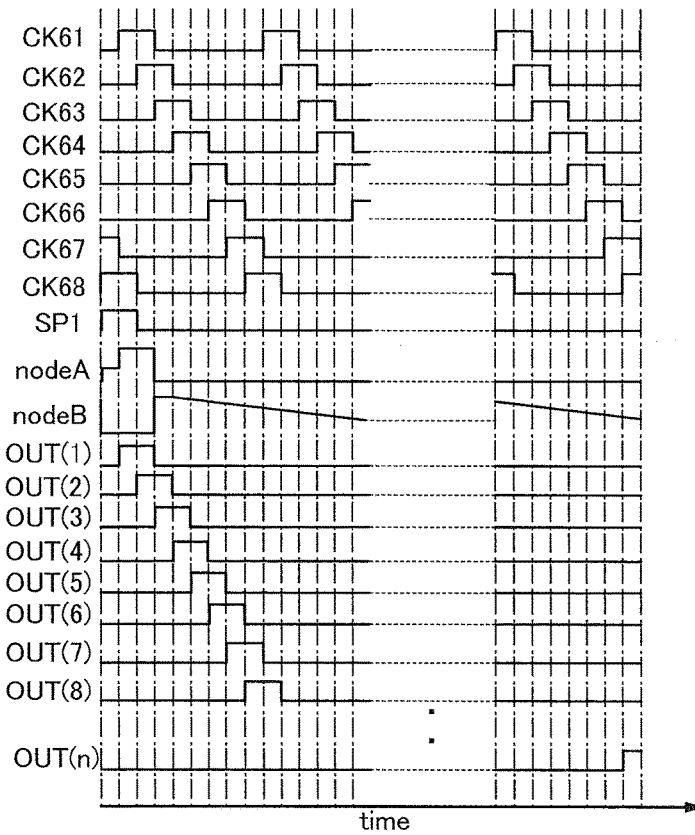 CK61
CK62
CK63
CK64
CK65
CK66
CK67
CK68
SP1
nodeA
nodeB
OUT(1)
OUT(2)
OUT(3)
OUT(4)
OUT(5)
OUT(6)
OUT(7)
OUT(8)
OUT(n)
time